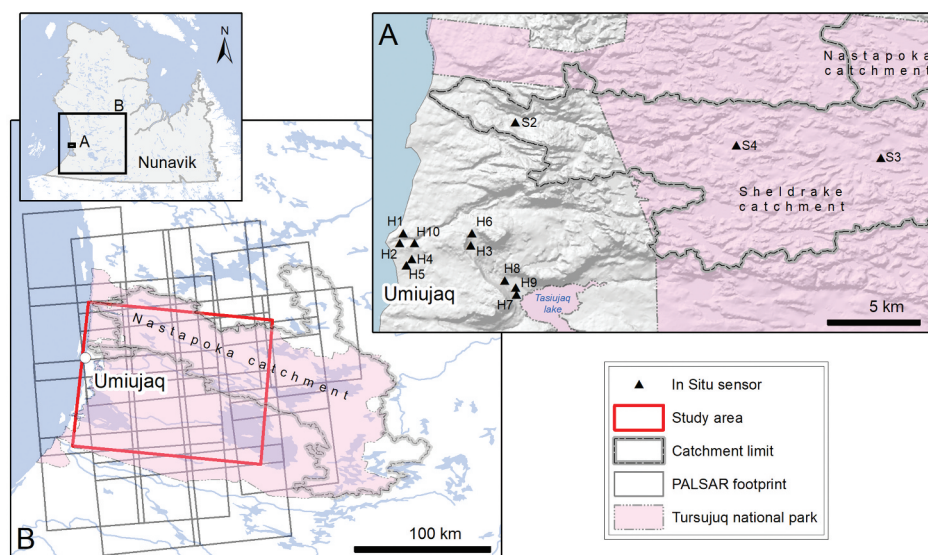 N
B
A
Nunavik
A
Nastapoka
catchment
S2
S4
S3
Sheldrake
catchment
H1
H6
H10
H2
H3
H4
H5
H8
H9
H7
Umiujaq
Tasiujaq
lake
5 km
Nastapoka catchment
Umiujaq
B
100 km
In Situ sensor
Study area
Catchment limit
PALSAR footprint
Tursujuq national park